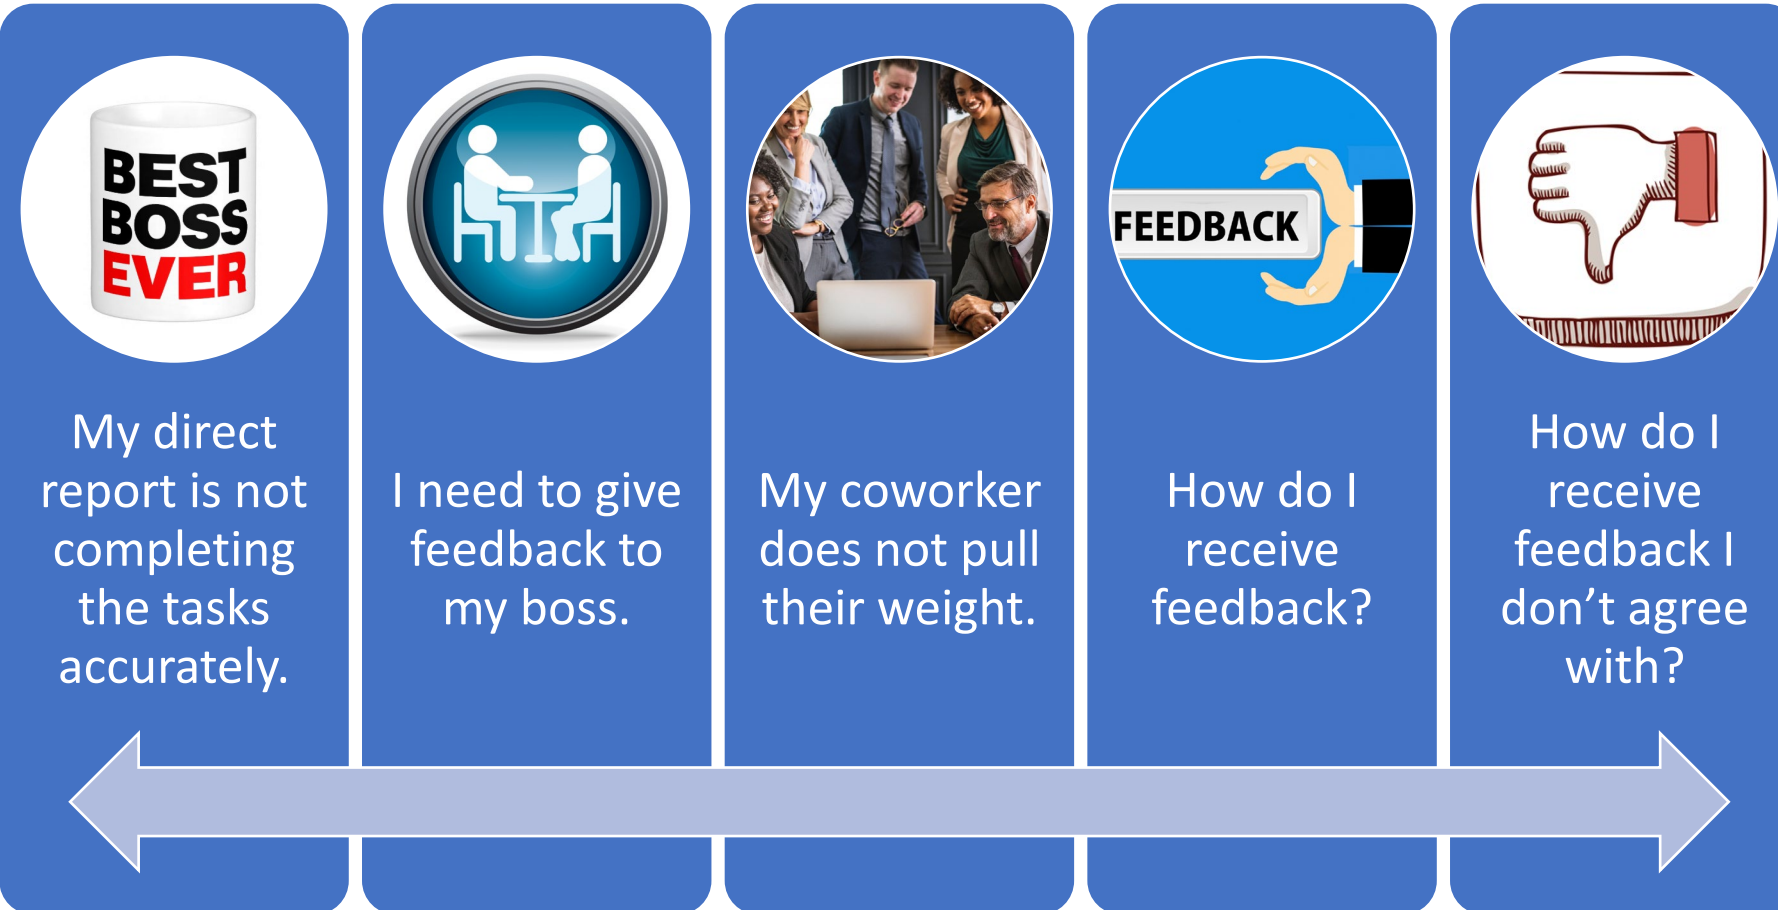 BEST
BOSS
EVER
My direct
report is not
completing
the tasks
accurately.
I need to give
feedback to
my boss.
My coworker
does not pull
their weight.
FEEDBACK
How do I
receive
feedback?
How do I
receive
feedback I
don’t agree
with?